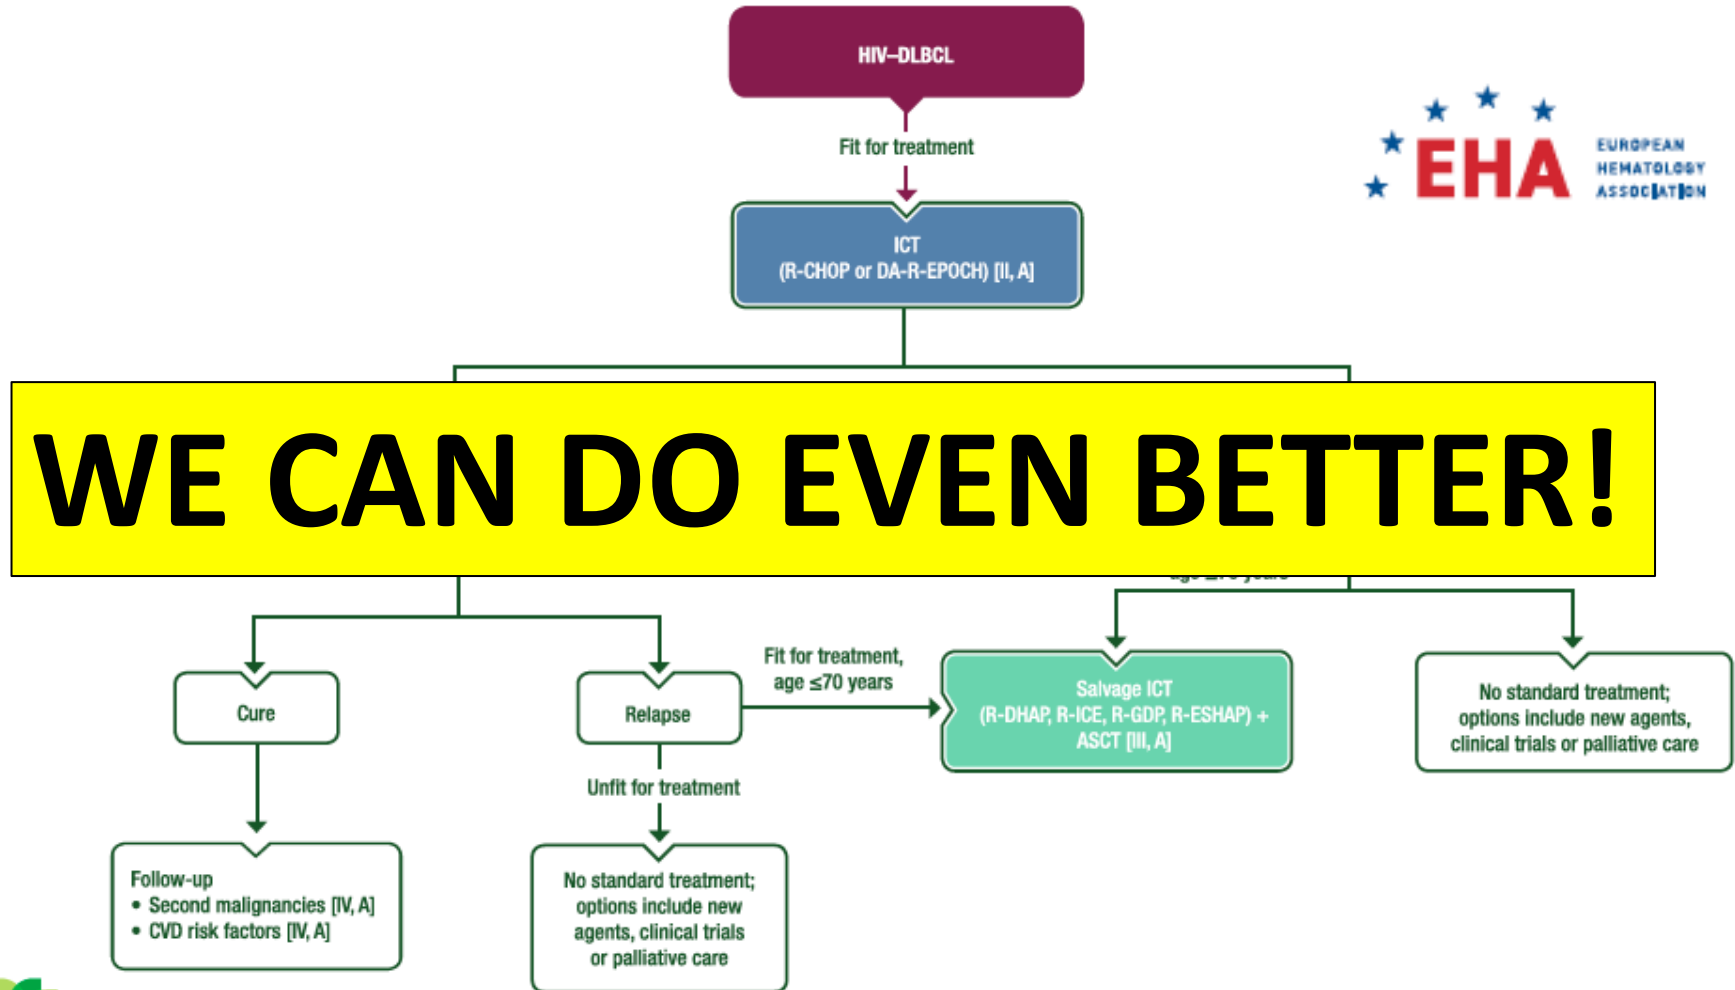 HIV–DLBCL
Fit for treatment
EHA
EUROPEAN
HEMATOLOGY
ASSOCIATION
ICT
(R-CHOP or DA-R-EPOCH) [II, A]
WE CAN DO EVEN BETTER!
Cure
Relapse
Fit for treatment,
age ≤70 years
Salvage ICT
(R-DHAP, R-ICE, R-GDP, R-ESHAP) +
ASCT [III, A]
No standard treatment;
options include new agents,
clinical trials or palliative care
Unfit for treatment
Follow-up
• Second malignancies [IV, A]
• CVD risk factors [IV, A]
No standard treatment;
options include new
agents, clinical trials
or palliative care